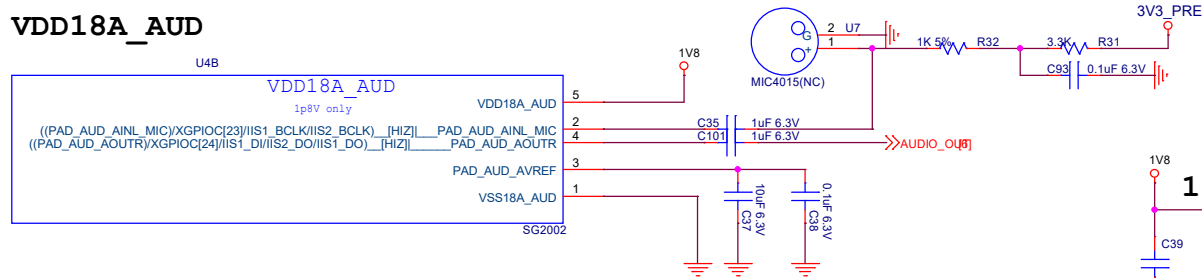 VDD18A_AUD
3V3_PRE
U4B
VDD18A_AUD
1p8V only
VDD18A_AUD
5
1V8
G
+
2
1
U7
MIC4015(NC)
1K 5%
R32
3.3K
R31
C93
0.1uF 6.3V
((PAD_AUD_AINL_MIC)/XGPIOC[23]/IIS1_BCLK/IIS2_BCLK)__[HIZ]|___PAD_AUD_AINL_MIC
2
C35
1uF 6.3V
((PAD_AUD_AOUTR)/XGPIOC[24]/IIS1_DI/IIS2_DO/IIS1_DO)__[HIZ]|______PAD_AUD_AOUTR
4
C101
1uF 6.3V
PAD_AUD_AVREF
3
VSS18A_AUD
1
SG2002
10uF 6.3V
C37
0.1uF 6.3V
C38
1V8
1
C39